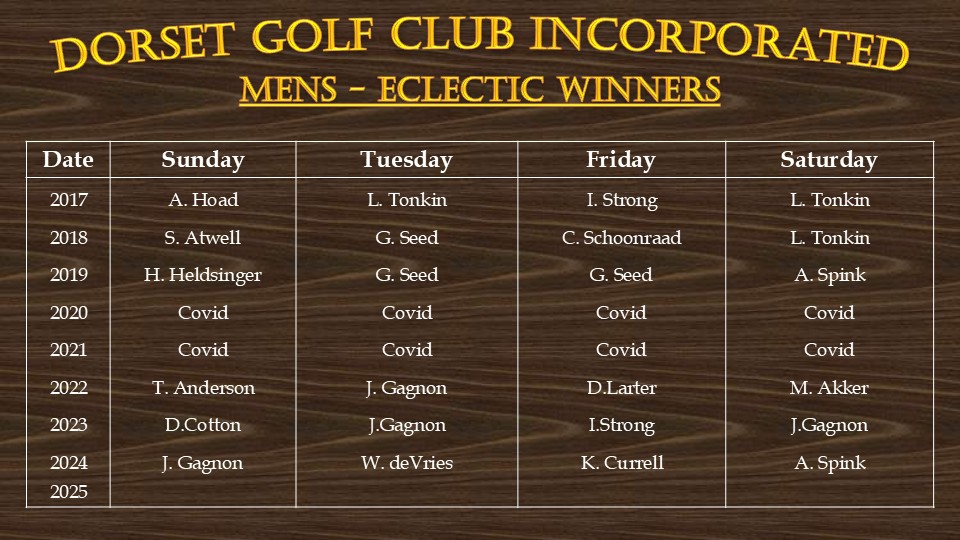 DORSET GOLF CLUB INCORPORATED
MENS – ECLECTIC WINNERS
Date Sunday Tuesday Friday Saturday
2017 A. Hoad L. Tonkin I. Strong L. Tonkin
2018 S. Atwell G. Seed C. Schoonraad L. Tonkin
2019 H. Heldsinger G. Seed G. Seed A. Spink
2020 Covid Covid Covid Covid
2021 Covid Covid Covid Covid
2022 T. Anderson J. Gagnon D.Larter M. Akker
2023 D.Cotton J.Gagnon I.Strong J.Gagnon
2024 J. Gagnon W. deVries K. Currell A. Spink
2025